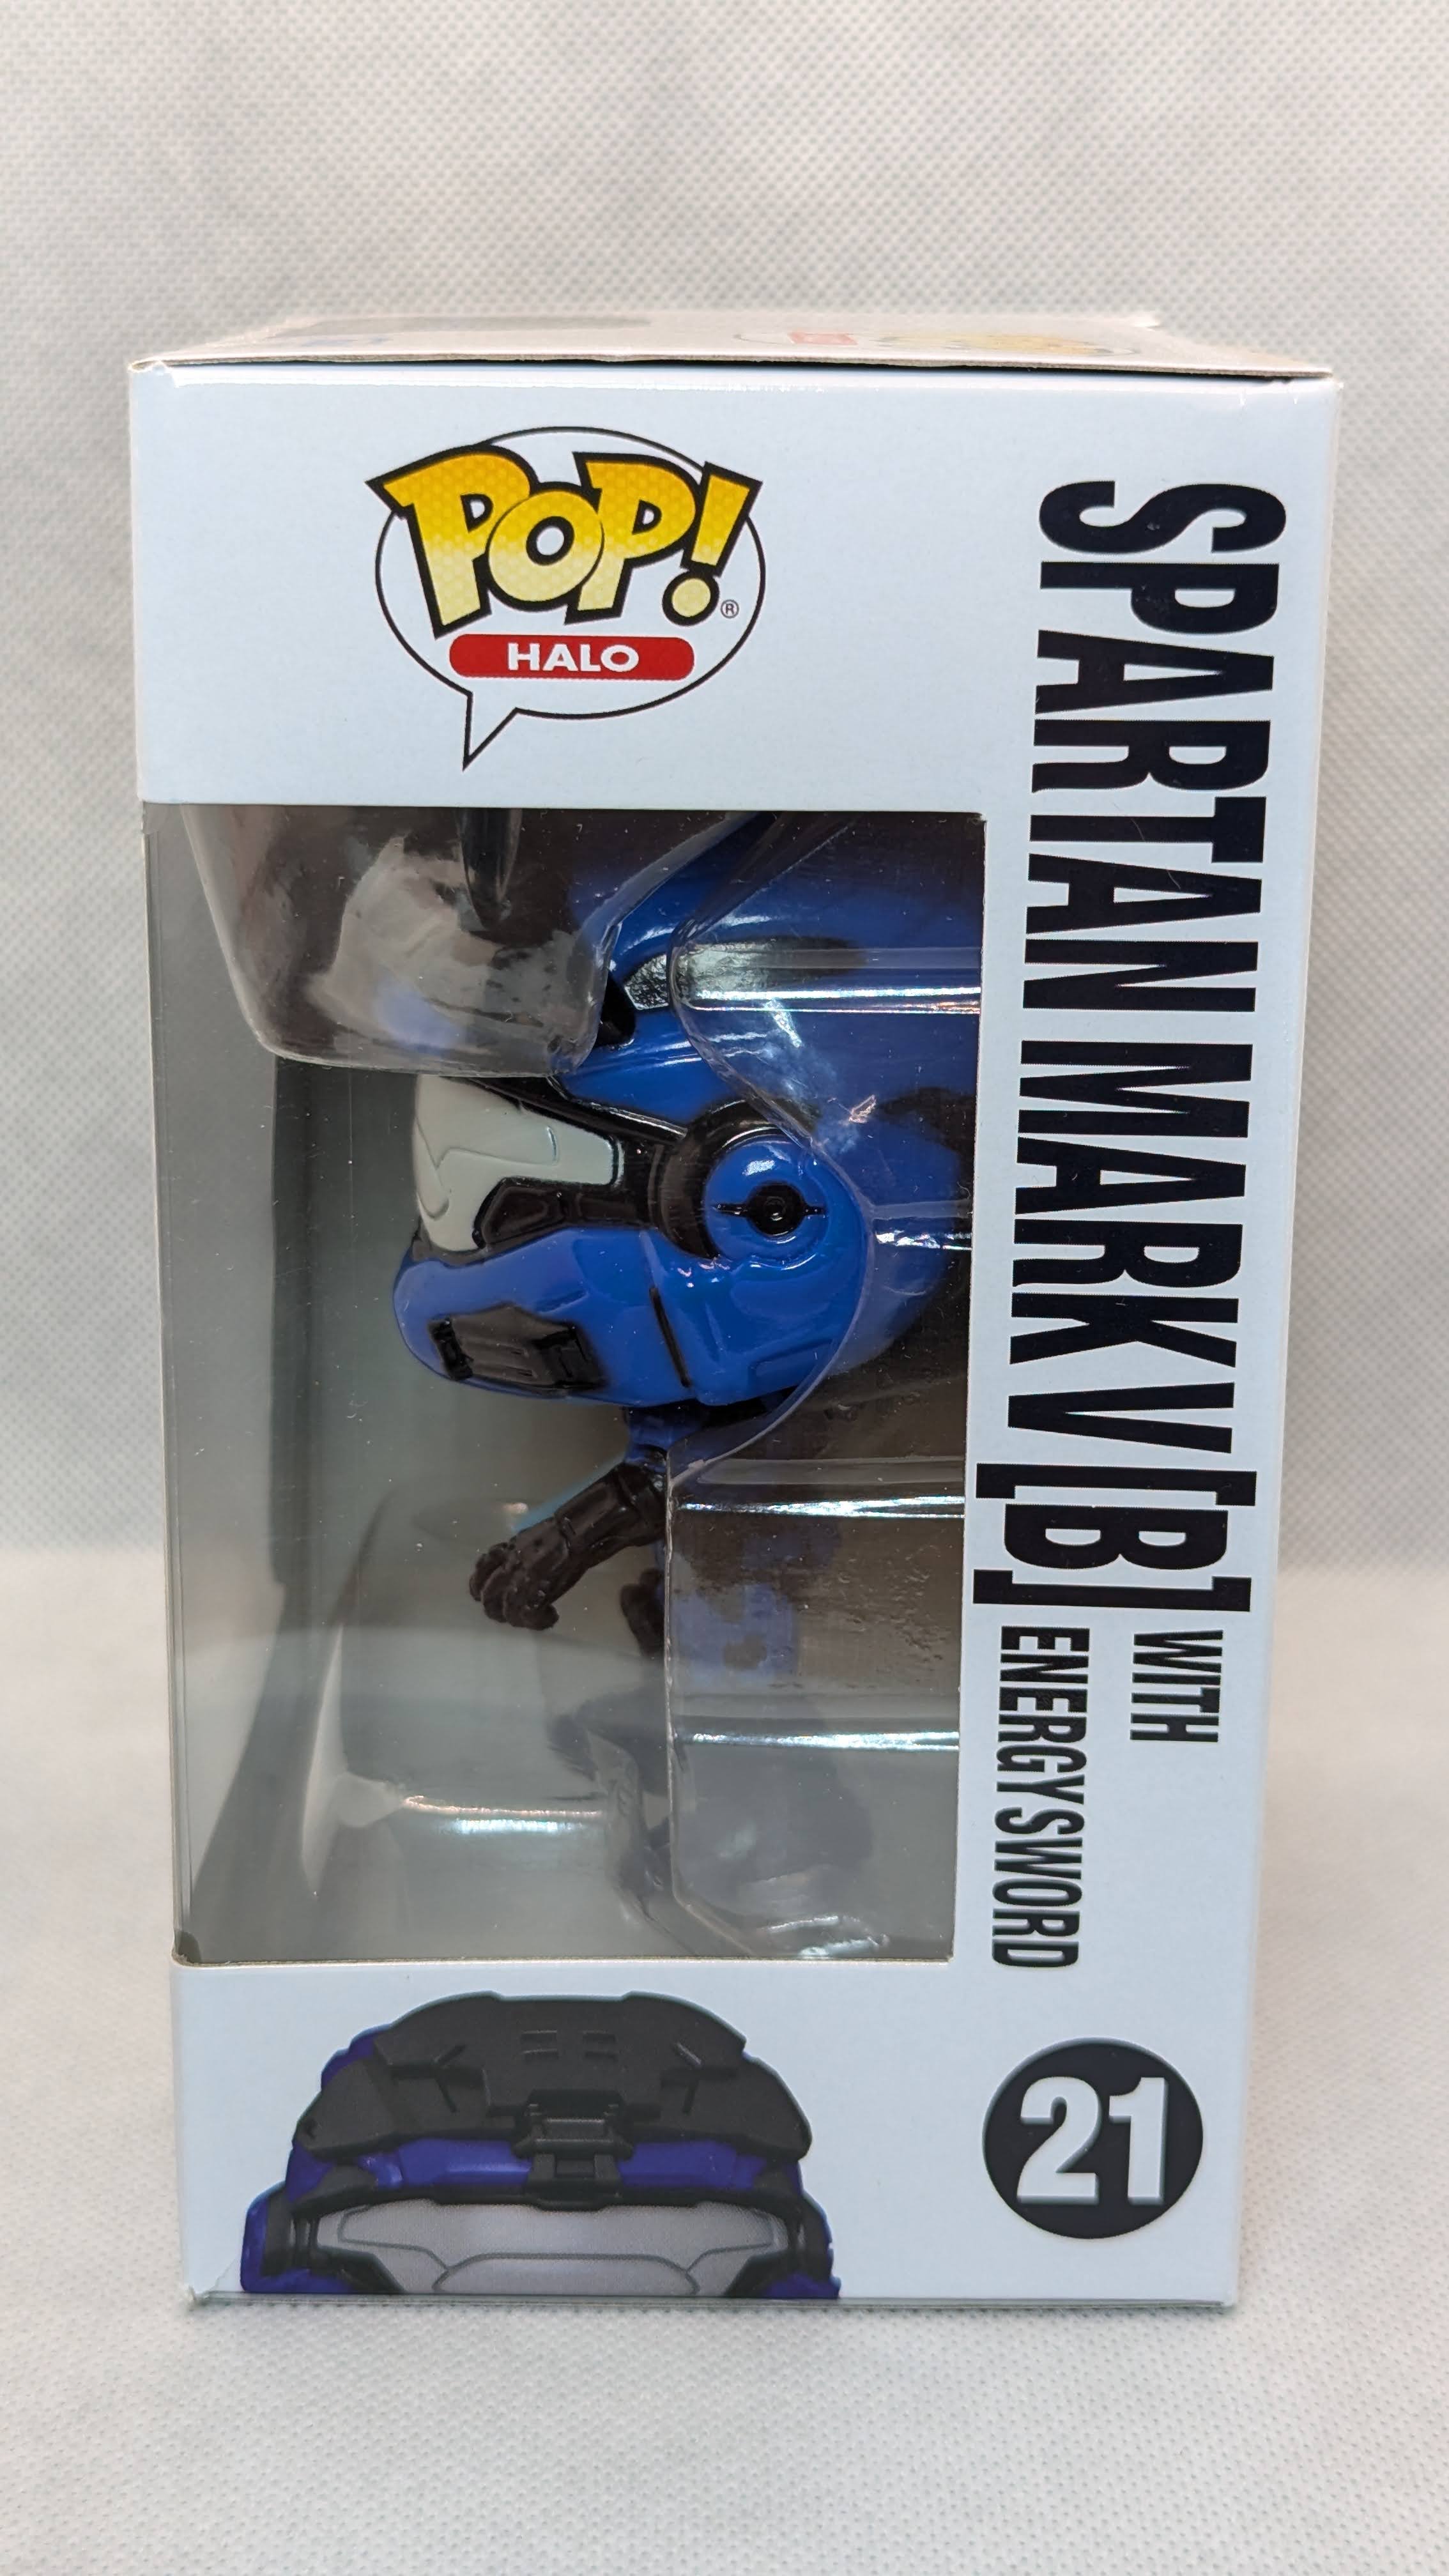 POP!®
HALO
SPARTAN MARK V [B]
WITH
ENERGY SWORD
21